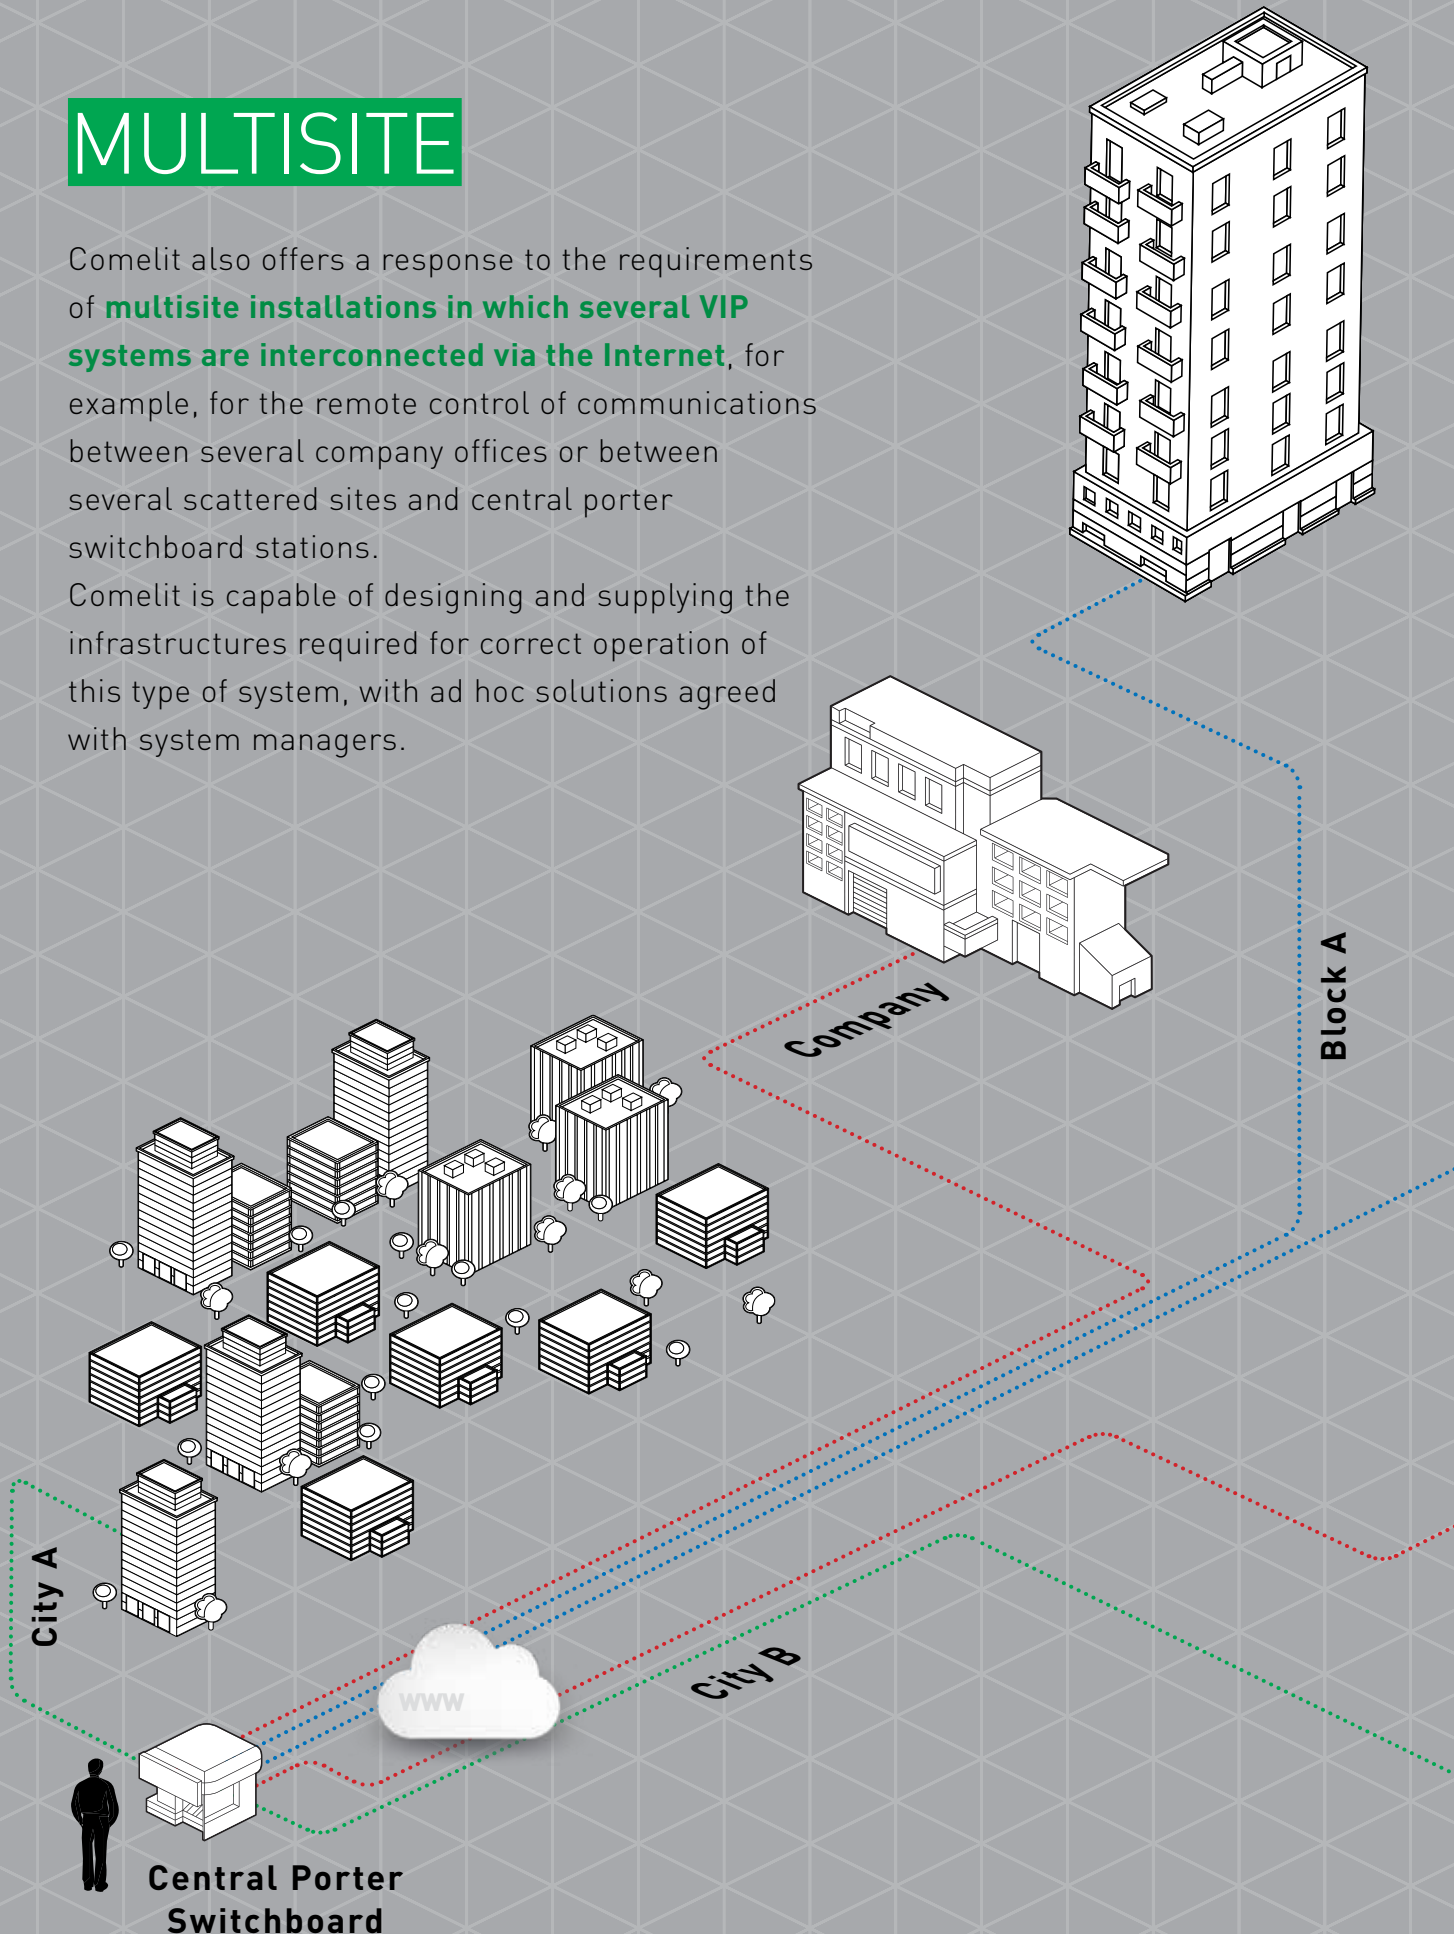 MULTISITE
Comelit also offers a response to the requirements
of multisite installations in which several VIP
systems are interconnected via the Internet, for
example, for the remote control of communications
between several company offices or between
several scattered sites and central porter
switchboard stations.
Comelit is capable of designing and supplying the
infrastructures required for correct operation of
this type of system, with ad hoc solutions agreed
with system managers.
Block A
Company
City A
City B
www
Central Porter
Switchboard